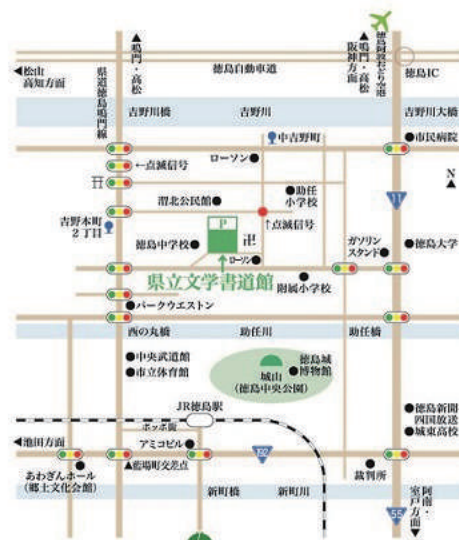 ▲鳴門・高松
▲鳴門・高松
阪神方面
徳島阿波おどり空港
◀松山
高知方面
県道徳島鳴門線
徳島自動車道
徳島IC
吉野川橋
吉野川
吉野川大橋
中吉野町
●市民病院
ローソン●
←点滅信号
N
▲
渭北公民館●
●助任
小学校
11
吉野本町
2丁目
P
卍
↑点滅信号
徳島中学校●
ガソリン
スタンド●
●徳島大学
ローソン●
県立文学書道館
附属小学校
●パークウエストン
西の丸橋
助任川
助任橋
●中央武道館
●市立体育館
城山
(徳島中央公園)
徳島城
●博物館
JR徳島駅
ポッポ街
●徳島新聞
四国放送
●城東高校
◀池田方面
アミコビル●
192
あわぎんホール
(郷土文化会館)
▲藍場町交差点
裁判所
新町橋
新町川
阿南・
室戸方面▼
55